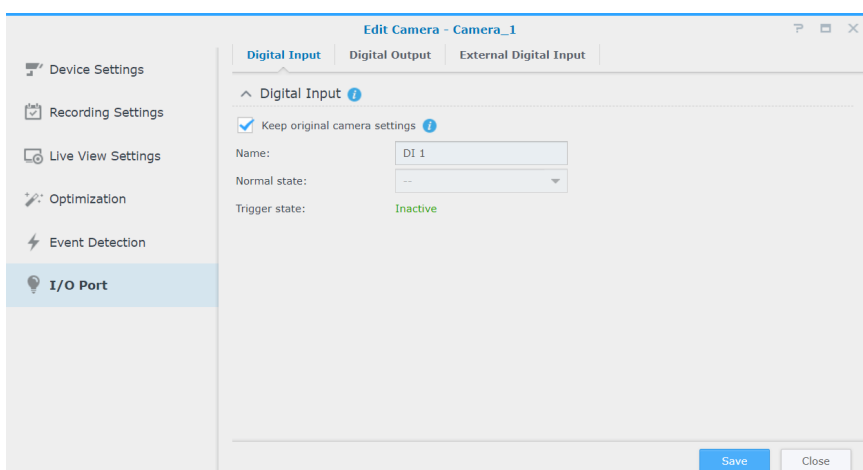 Edit Camera - Camera_1
Device Settings
Recording Settings
Live View Settings
Optimization
Event Detection
I/O Port
Digital Input Digital Output External Digital Input
Digital Input i
Keep original camera settings i
Name: DI 1
Normal state: --
Trigger state: Inactive
Save Close